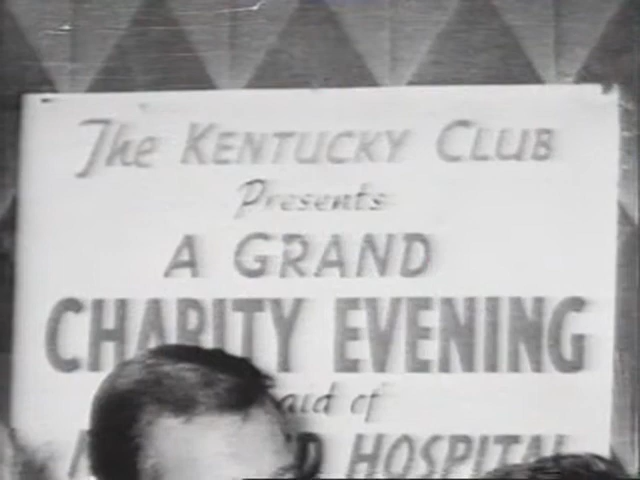 The KENTUCKY CLUB
Presents
A GRAND
CHARITY EVENING
aid of
HOSPITAL